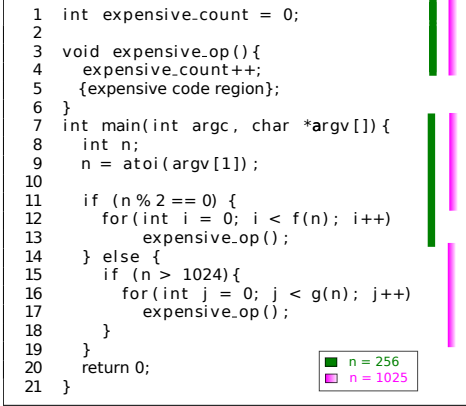 1 int expensive_count = 0;
2
3 void expensive_op(){
4 expensive_count++;
5 {expensive code region};
6 }
7 int main(int argc, char *argv[]){
8 int n;
9 n = atoi(argv[1]);
10
11 if (n%2==0) {
12 for(int i = 0; i < f(n); i++)
13 expensive_op();
14 } else {
15 if (n > 1024){
16 for(int j = 0; j < g(n); j++)
17 expensive_op();
18 }
19 }
20 return 0;
21 }
n = 256
n = 1025